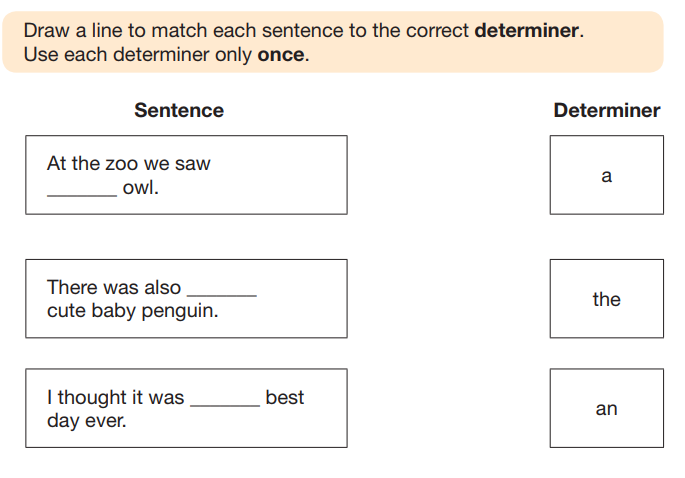 Draw a line to match each sentence to the correct determiner.
Use each determiner only once.
Sentence
Determiner
At the zoo we saw
_______ owl.
a
There was also _______
cute baby penguin.
the
I thought it was _______ best
day ever.
an